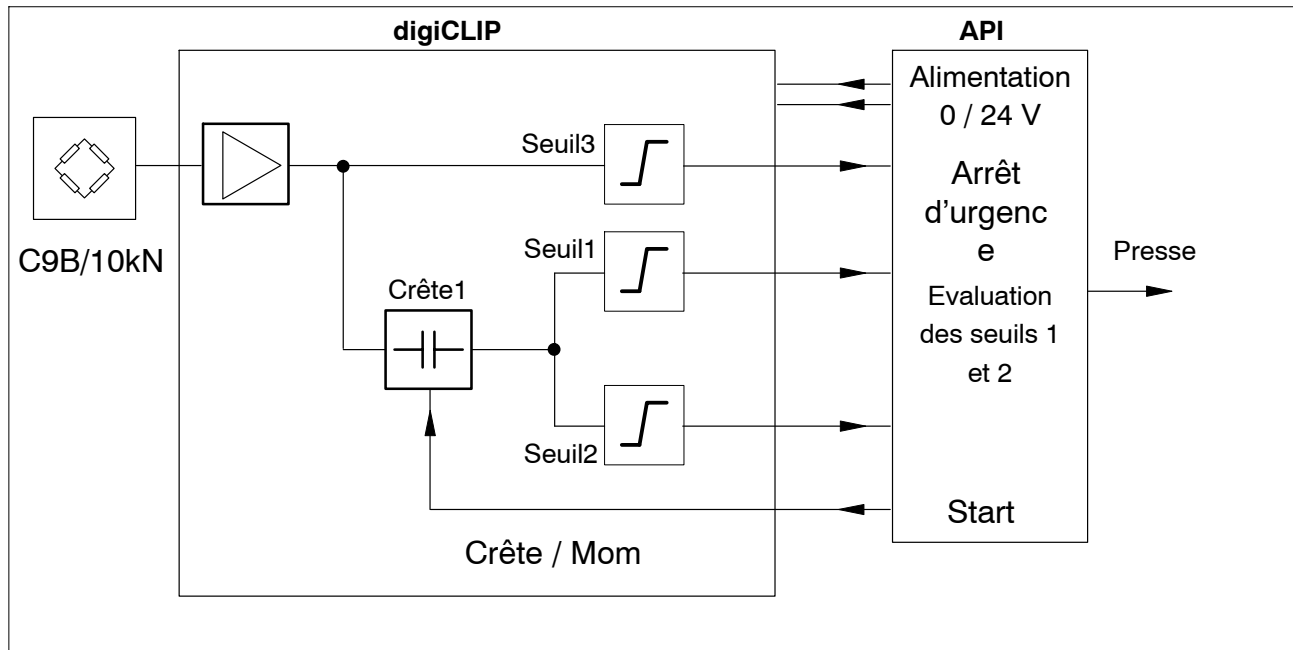 digiCLIP
API
Alimentation
0 / 24 V
Seuil3
Arrêt
d'urgenc
e
C9B/10kN
Seuil1
Presse
Crête1
Evaluation
des seuils 1
et 2
Seuil2
Start
Crête / Mom